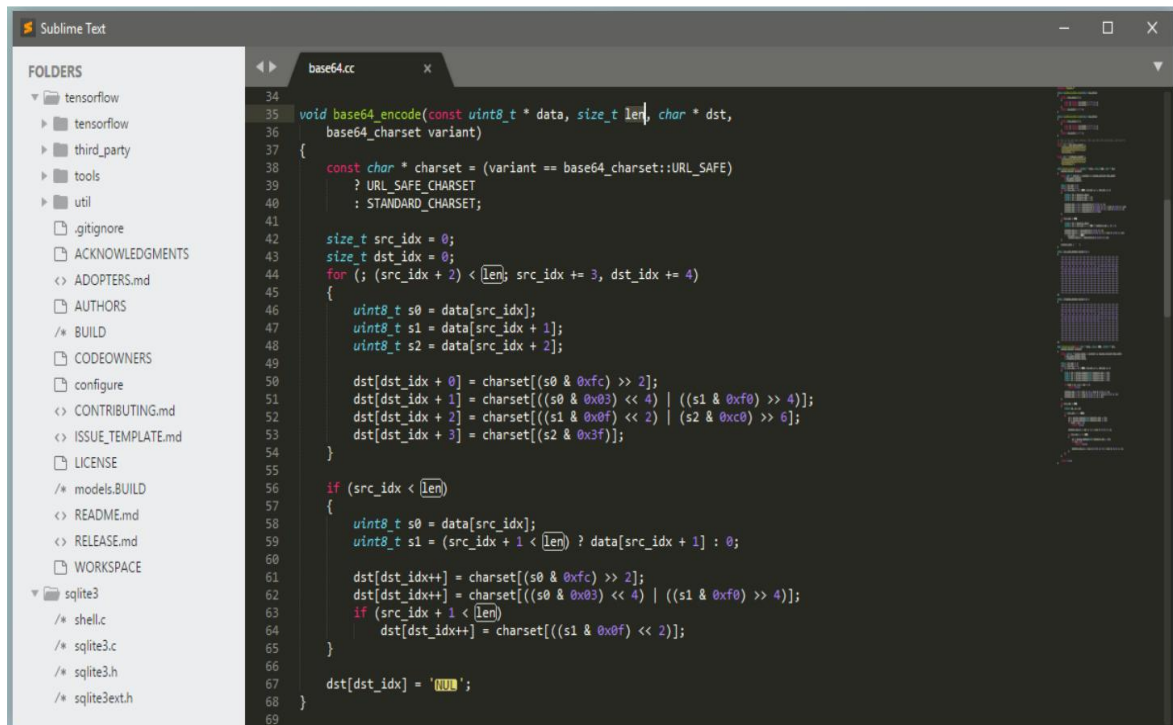 Sublime Text
FOLDERS
tensorflow
tensorflow
third_party
tools
util
.gitignore
ACKNOWLEDGMENTS
<> ADOPTERS.md
AUTHORS
/* BUILD
CODEOWNERS
configure
<> CONTRIBUTING.md
<> ISSUE_TEMPLATE.md
LICENSE
/* models.BUILD
<> README.md
<> RELEASE.md
WORKSPACE
sqlite3
/* shell.c
/* sqlite3.c
/* sqlite3.h
/* sqlite3ext.h
base64.cc
34
35 void base64_encode(const uint8_t * data, size_t len, char * dst,
36     base64_charset variant)
37 {
38     const char * charset = (variant == base64_charset::URL_SAFE)
39         ? URL_SAFE_CHARSET
40         : STANDARD_CHARSET;
41
42     size_t src_idx = 0;
43     size_t dst_idx = 0;
44     for (; (src_idx + 2) < len; src_idx += 3, dst_idx += 4)
45     {
46         uint8_t s0 = data[src_idx];
47         uint8_t s1 = data[src_idx + 1];
48         uint8_t s2 = data[src_idx + 2];
49
50         dst[dst_idx + 0] = charset[(s0 & 0xfc) >> 2];
51         dst[dst_idx + 1] = charset[((s0 & 0x03) << 4) | ((s1 & 0xf0) >> 4)];
52         dst[dst_idx + 2] = charset[((s1 & 0x0f) << 2) | (s2 & 0xc0) >> 6];
53         dst[dst_idx + 3] = charset[(s2 & 0x3f)];
54     }
55
56     if (src_idx < len)
57     {
58         uint8_t s0 = data[src_idx];
59         uint8_t s1 = (src_idx + 1 < len) ? data[src_idx + 1] : 0;
60
61         dst[dst_idx++] = charset[(s0 & 0xfc) >> 2];
62         dst[dst_idx++] = charset[((s0 & 0x03) << 4) | ((s1 & 0xf0) >> 4)];
63         if (src_idx + 1 < len)
64             dst[dst_idx++] = charset[((s1 & 0x0f) << 2)];
65     }
66
67     dst[dst_idx] = 'NUL';
68 }
69